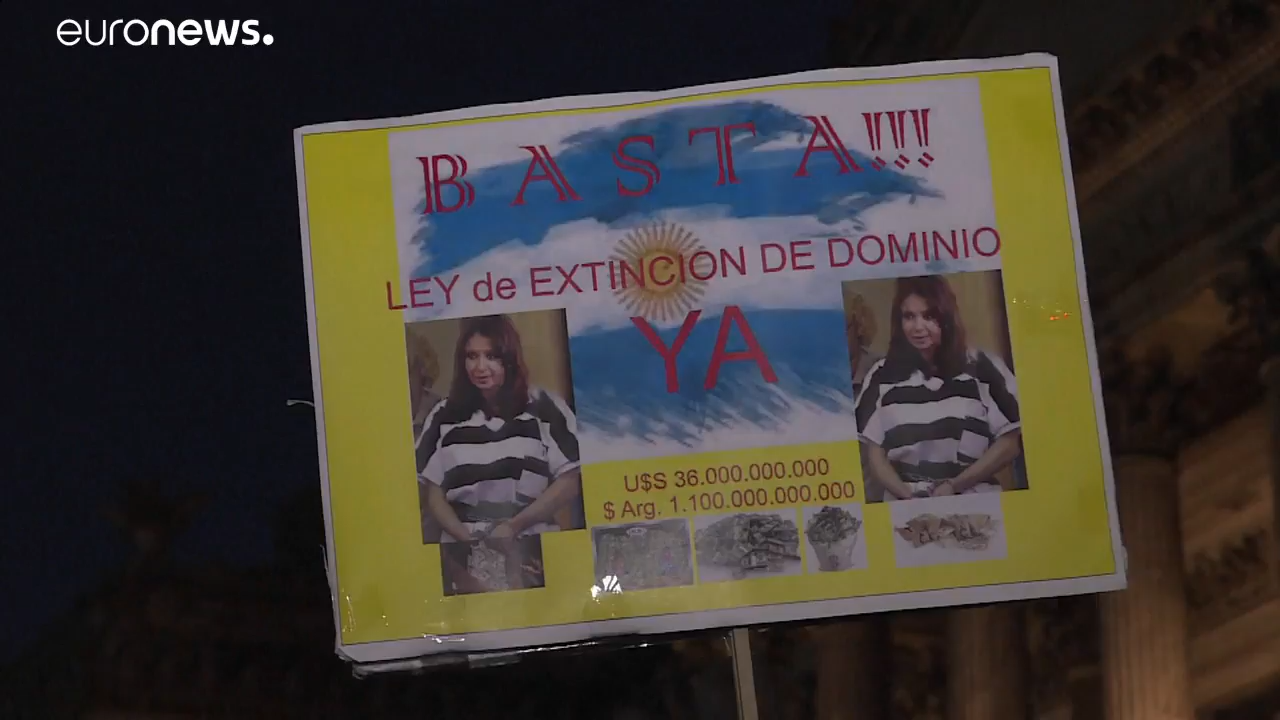 euronews.
BASTA!!!
LEY de EXTINCION DE DOMINIO
YA
U$S 36.000.000.000
$ Arg. 1.100.000.000.000